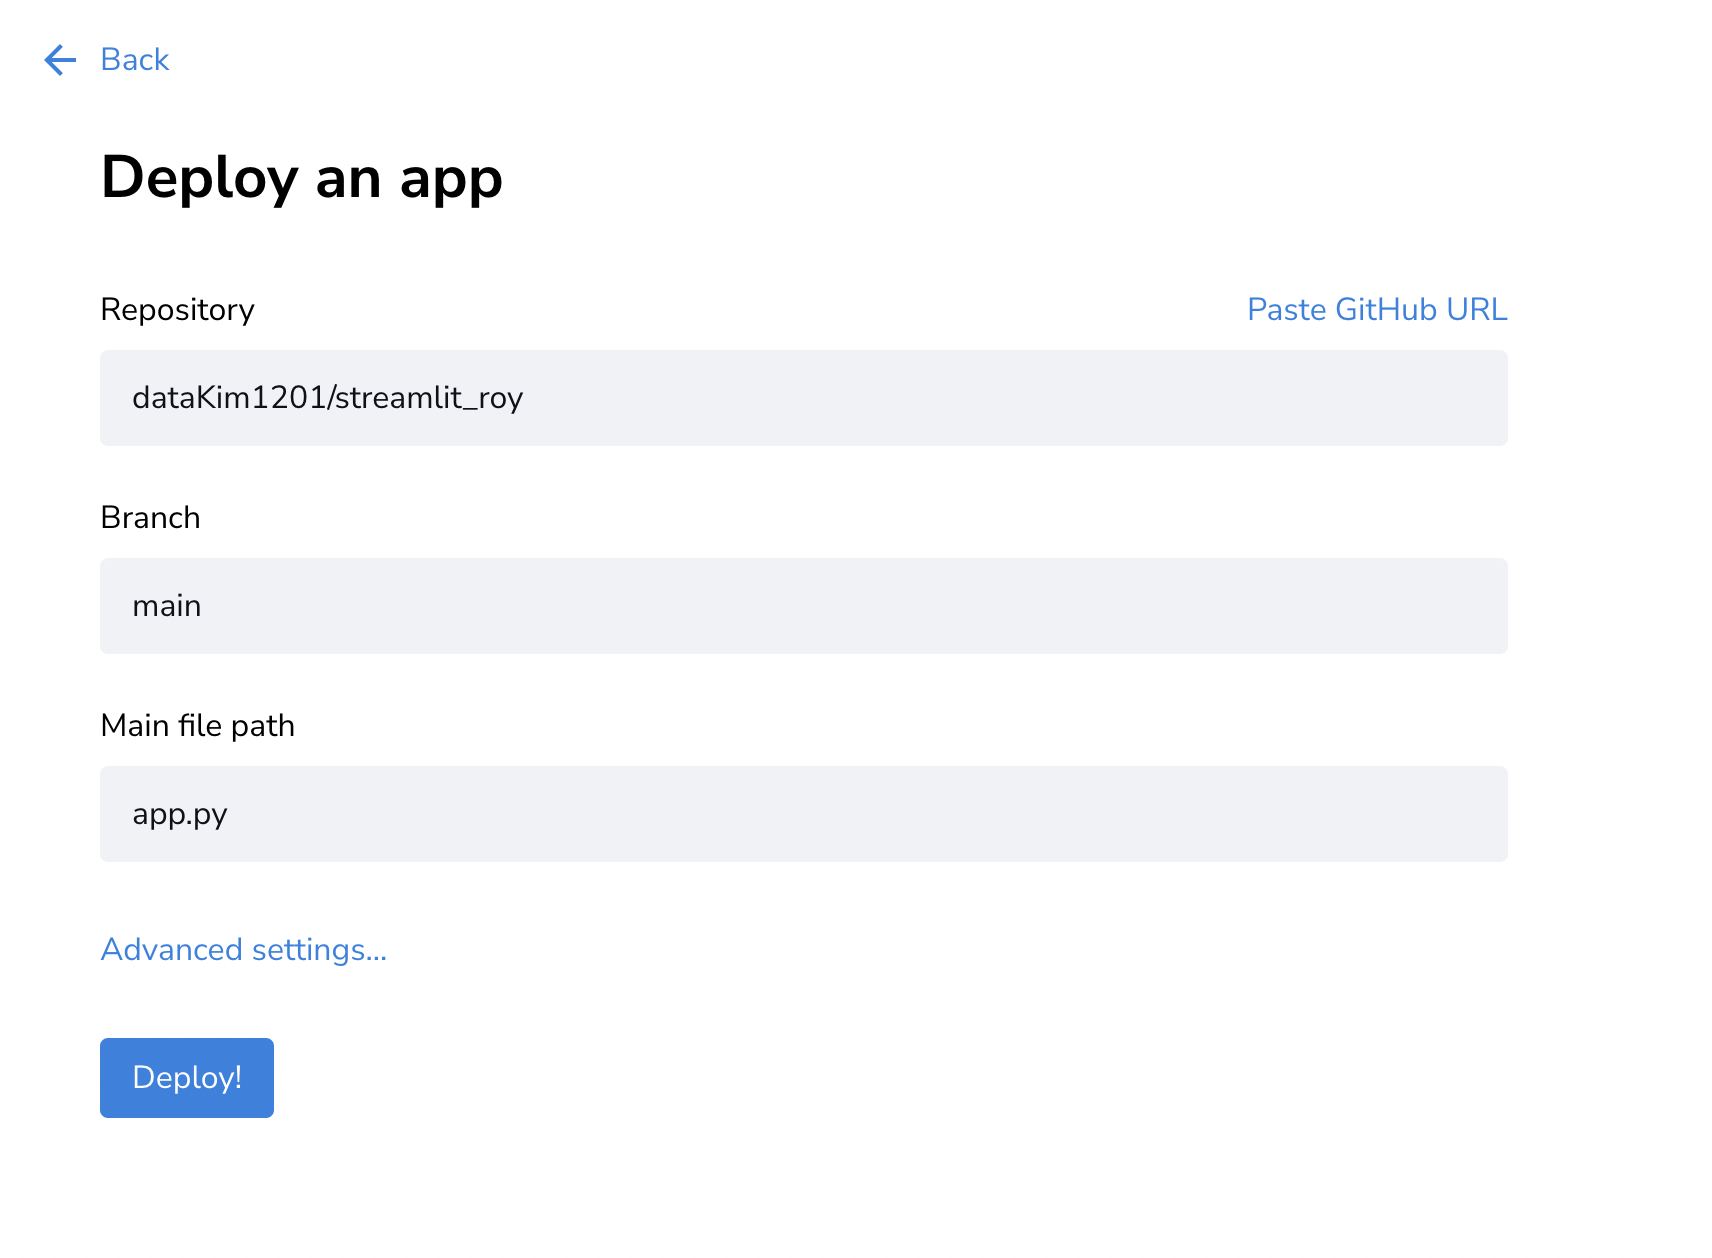 Back
Deploy an app
Repository
Paste GitHub URL
dataKim1201/streamlit_roy
Branch
main
Main file path
app.py
Advanced settings...
Deploy!